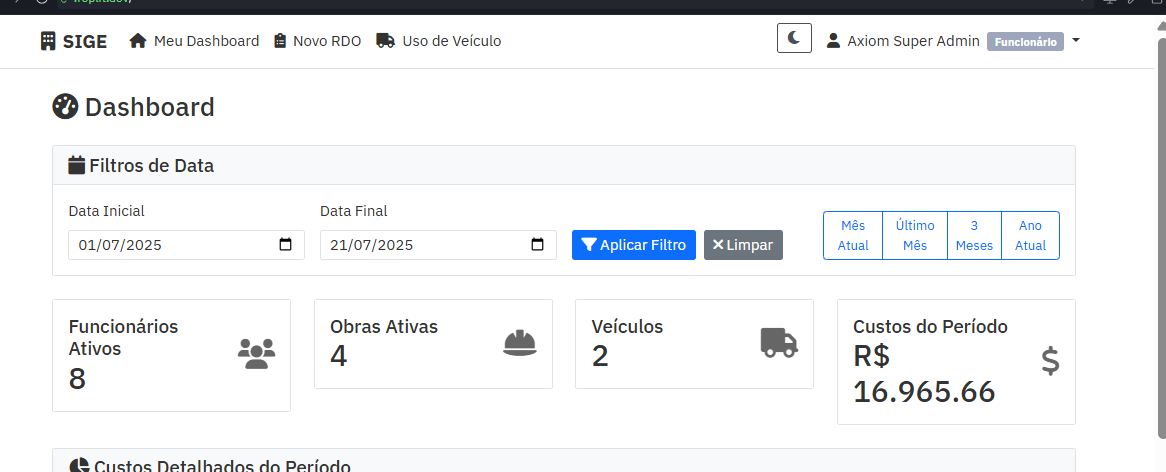 SIGE Meu Dashboard Novo RDO Uso de Veículo Axiom Super Admin Funcionário
Dashboard
Filtros de Data
Data Inicial Data Final
01/07/2025 21/07/2025 Aplicar Filtro Limpar
Mês Atual
Último Mês
3 Meses
Ano Atual
Funcionários
Ativos
8
Obras Ativas
4
Veículos
2
Custos do Período
R$
16.965.66
Custos Detalhados do Período